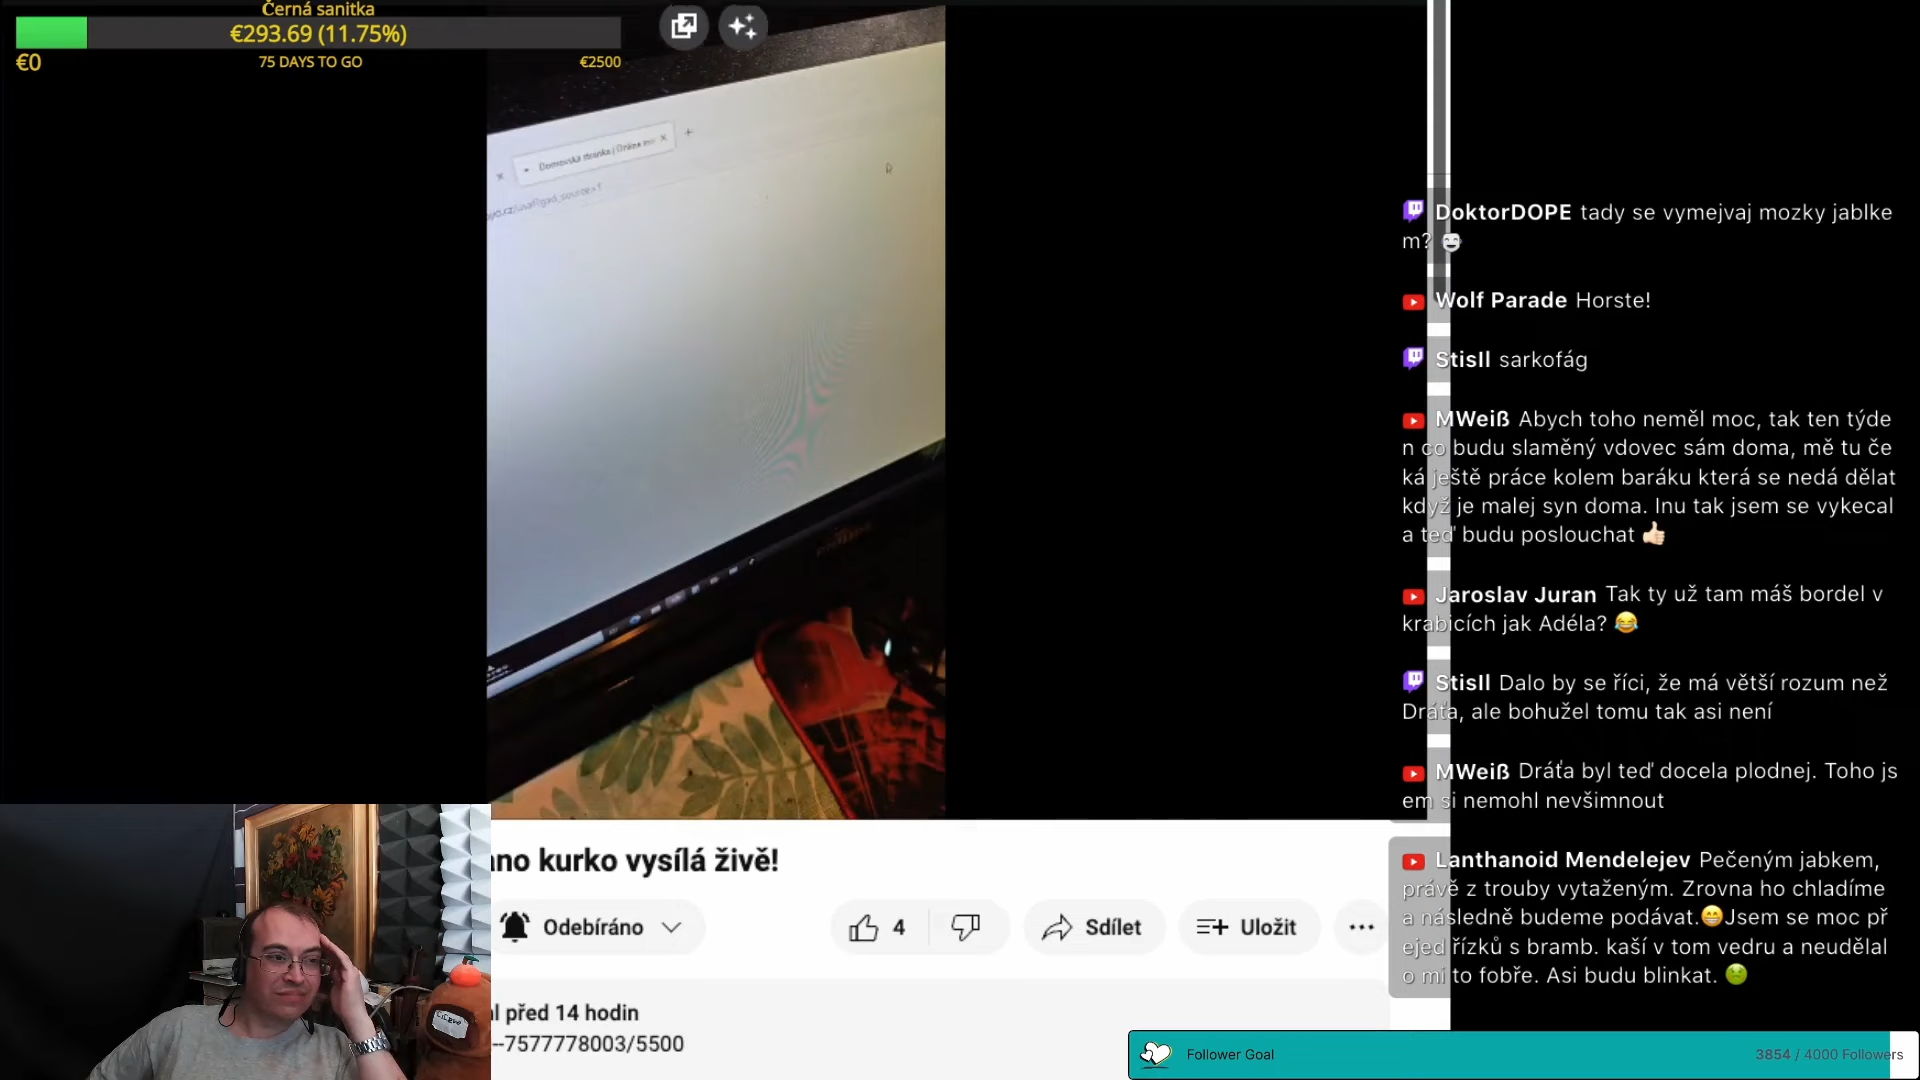 Černá sanitka
€293.69 (11.75%)
€0
75 DAYS TO GO
€2500
Domovská stránka | Online
DoktorDOPE tady se vymejvaj mozky jablke
m?
Wolf Parade Horste!
StisII sarkofág
MWeiß Abych toho neměl moc, tak ten týde
n co budu slaměný vdovec sám doma, mě tu če
ká ještě práce kolem baráku která se nedá dělat
když je malej syn doma. Inu tak jsem se vykecal
a teď budu poslouchat 👍🏻
Jaroslav Juran Tak ty už tam máš bordel v
krabicích jak Adéla? 😂
StisII Dalo by se říci, že má větší rozum než
Dráťa, ale bohužel tomu tak asi není
MWeiß Dráťa byl teď docela plodnej. Toho js
em si nemohl nevšimnout
Lanthanoid Mendelejev Pečeným jabkem,
právě z trouby vytaženým. Zrovna ho chladíme
a následně budeme podávat.😁Jsem se moc př
ejed řízků s bramb. kaší v tom vedru a neudělal
o mi to fobře. Asi budu blinkat. 🤢
no kurko vysílá živě!
Odebíráno
4
Sdílet
Uložit
l před 14 hodin
--7577778003/5500
Follower Goal
3854 / 4000 Followers